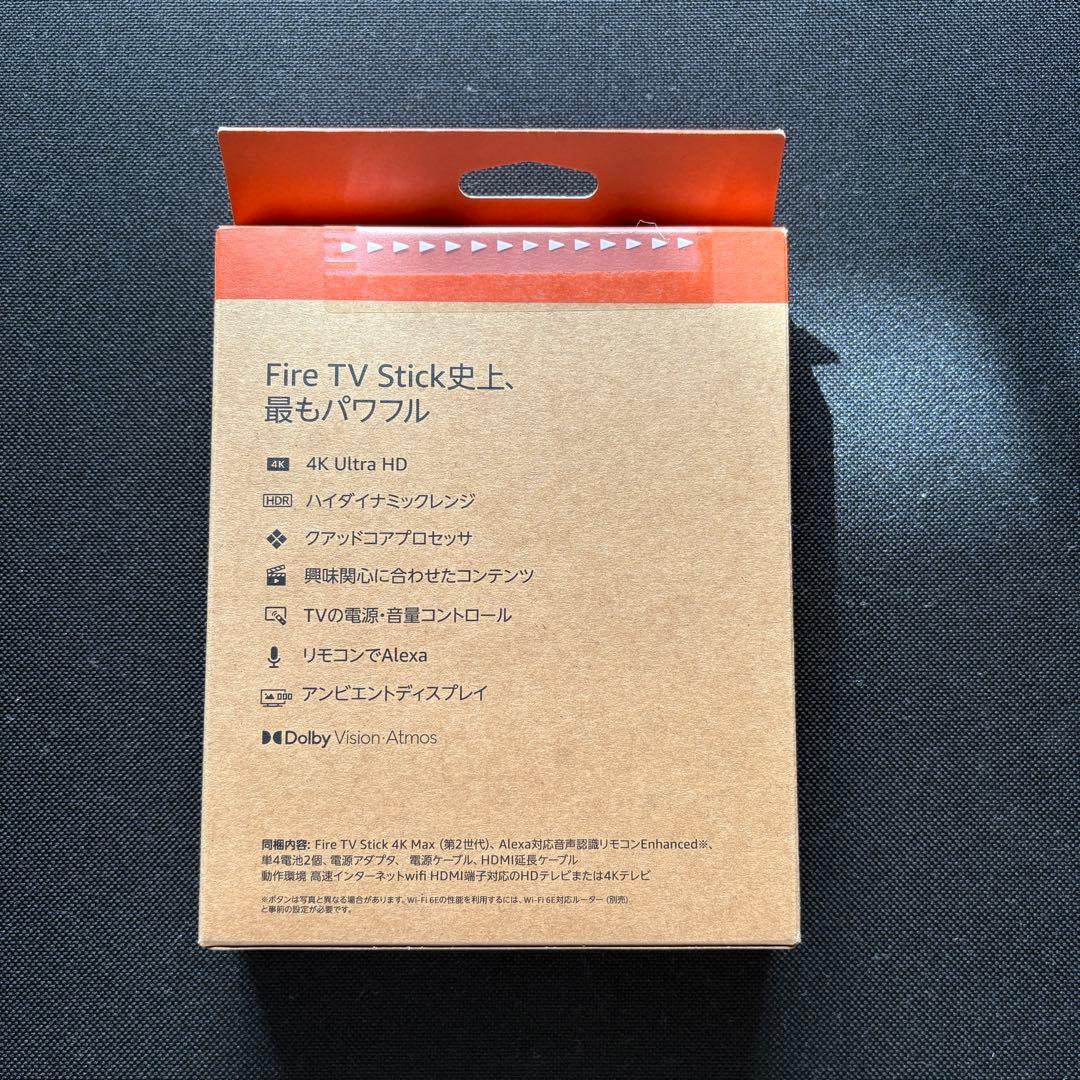 Fire TV Stick史上、
最もパワフル
4K 4K Ultra HD
HDR ハイダイナミックレンジ
クアッドコアプロセッサ
興味関心に合わせたコンテンツ
TVの電源・音量コントロール
リモコンでAlexa
アンビエントディスプレイ
Dolby Vision·Atmos
同梱内容: Fire TV Stick 4K Max (第2世代)、Alexa対応音声認識リモコンEnhanced※、
単4電池2個、電源アダプタ、 電源ケーブル、HDMI延長ケーブル
動作環境 高速インターネットwifi HDMI端子対応のHDテレビまたは4Kテレビ
※ボタンは写真と異なる場合があります。Wi-Fi 6Eの性能を利用するには、Wi-Fi 6E対応ルーター (別売)
と事前の設定が必要です。